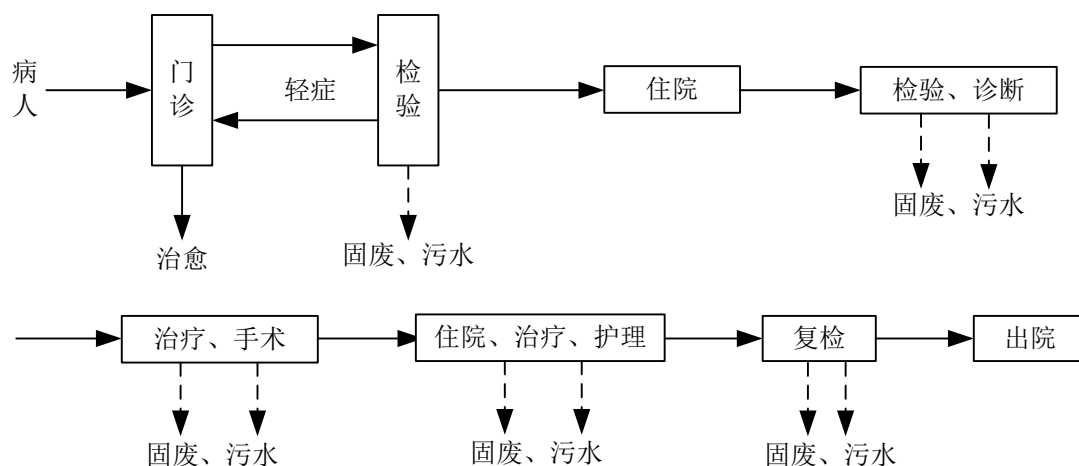 病人
门诊
轻症
检验
住院
检验、诊断
治愈
固废、污水
固废、污水
治疗、手术
住院、治疗、护理
复检
出院
固废、污水
固废、污水
固废、污水